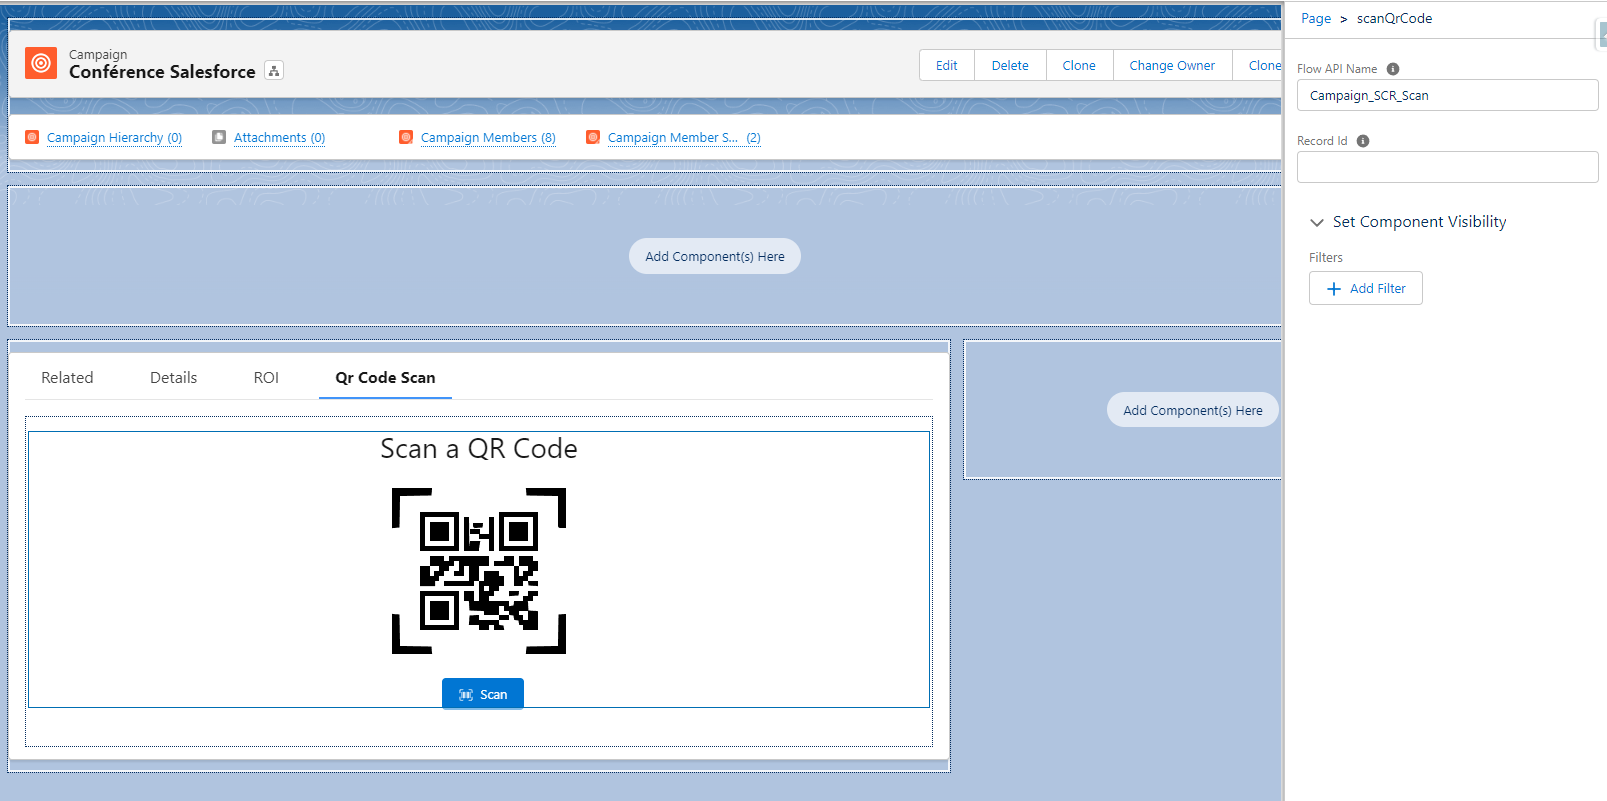 Campaign
Conférence Salesforce
Edit
Delete
Clone
Change Owner
Clone
Campaign Hierarchy (0)
Attachments (0)
Campaign Members (8)
Campaign Member S... (2)
Add Component(s) Here
Related
Details
ROI
Qr Code Scan
Scan a QR Code
Scan
Add Component(s) Here
Page > scanQrCode
Flow API Name
Campaign_SCR_Scan
Record Id
Set Component Visibility
Filters
Add Filter